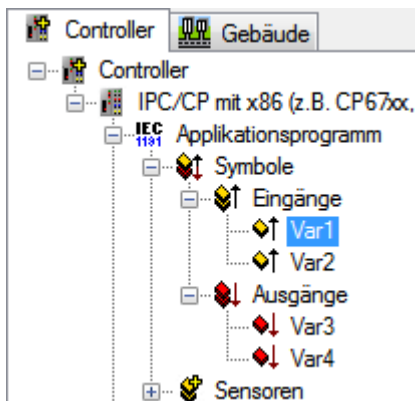 Controller Gebäude
Controller
IPC/CP mit x86 (z.B. CP67xx,
IEC 1131 Applikationsprogramm
Symbole
Eingänge
Var1
Var2
Ausgänge
Var3
Var4
Sensoren